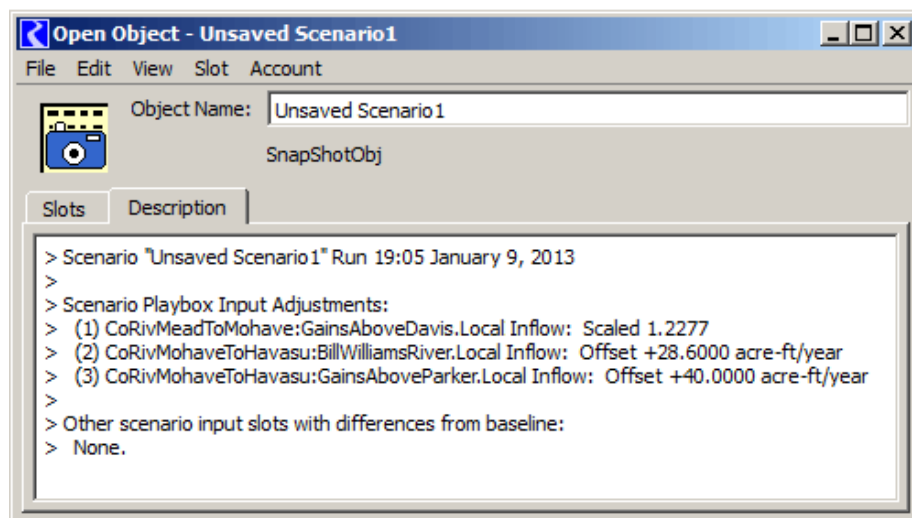 Open Object - Unsaved Scenario1
File Edit View Slot Account
Object Name: Unsaved Scenario1
SnapShotObj
Slots Description
> Scenario "Unsaved Scenario1" Run 19:05 January 9, 2013
>
> Scenario Playbox Input Adjustments:
> (1) CoRivMeadToMohave:GainsAboveDavis.Local Inflow: Scaled 1.2277
> (2) CoRivMohaveToHavasu:BillWilliamsRiver.Local Inflow: Offset +28.6000 acre-ft/year
> (3) CoRivMohaveToHavasu:GainsAboveParker.Local Inflow: Offset +40.0000 acre-ft/year
>
> Other scenario input slots with differences from baseline:
> None.